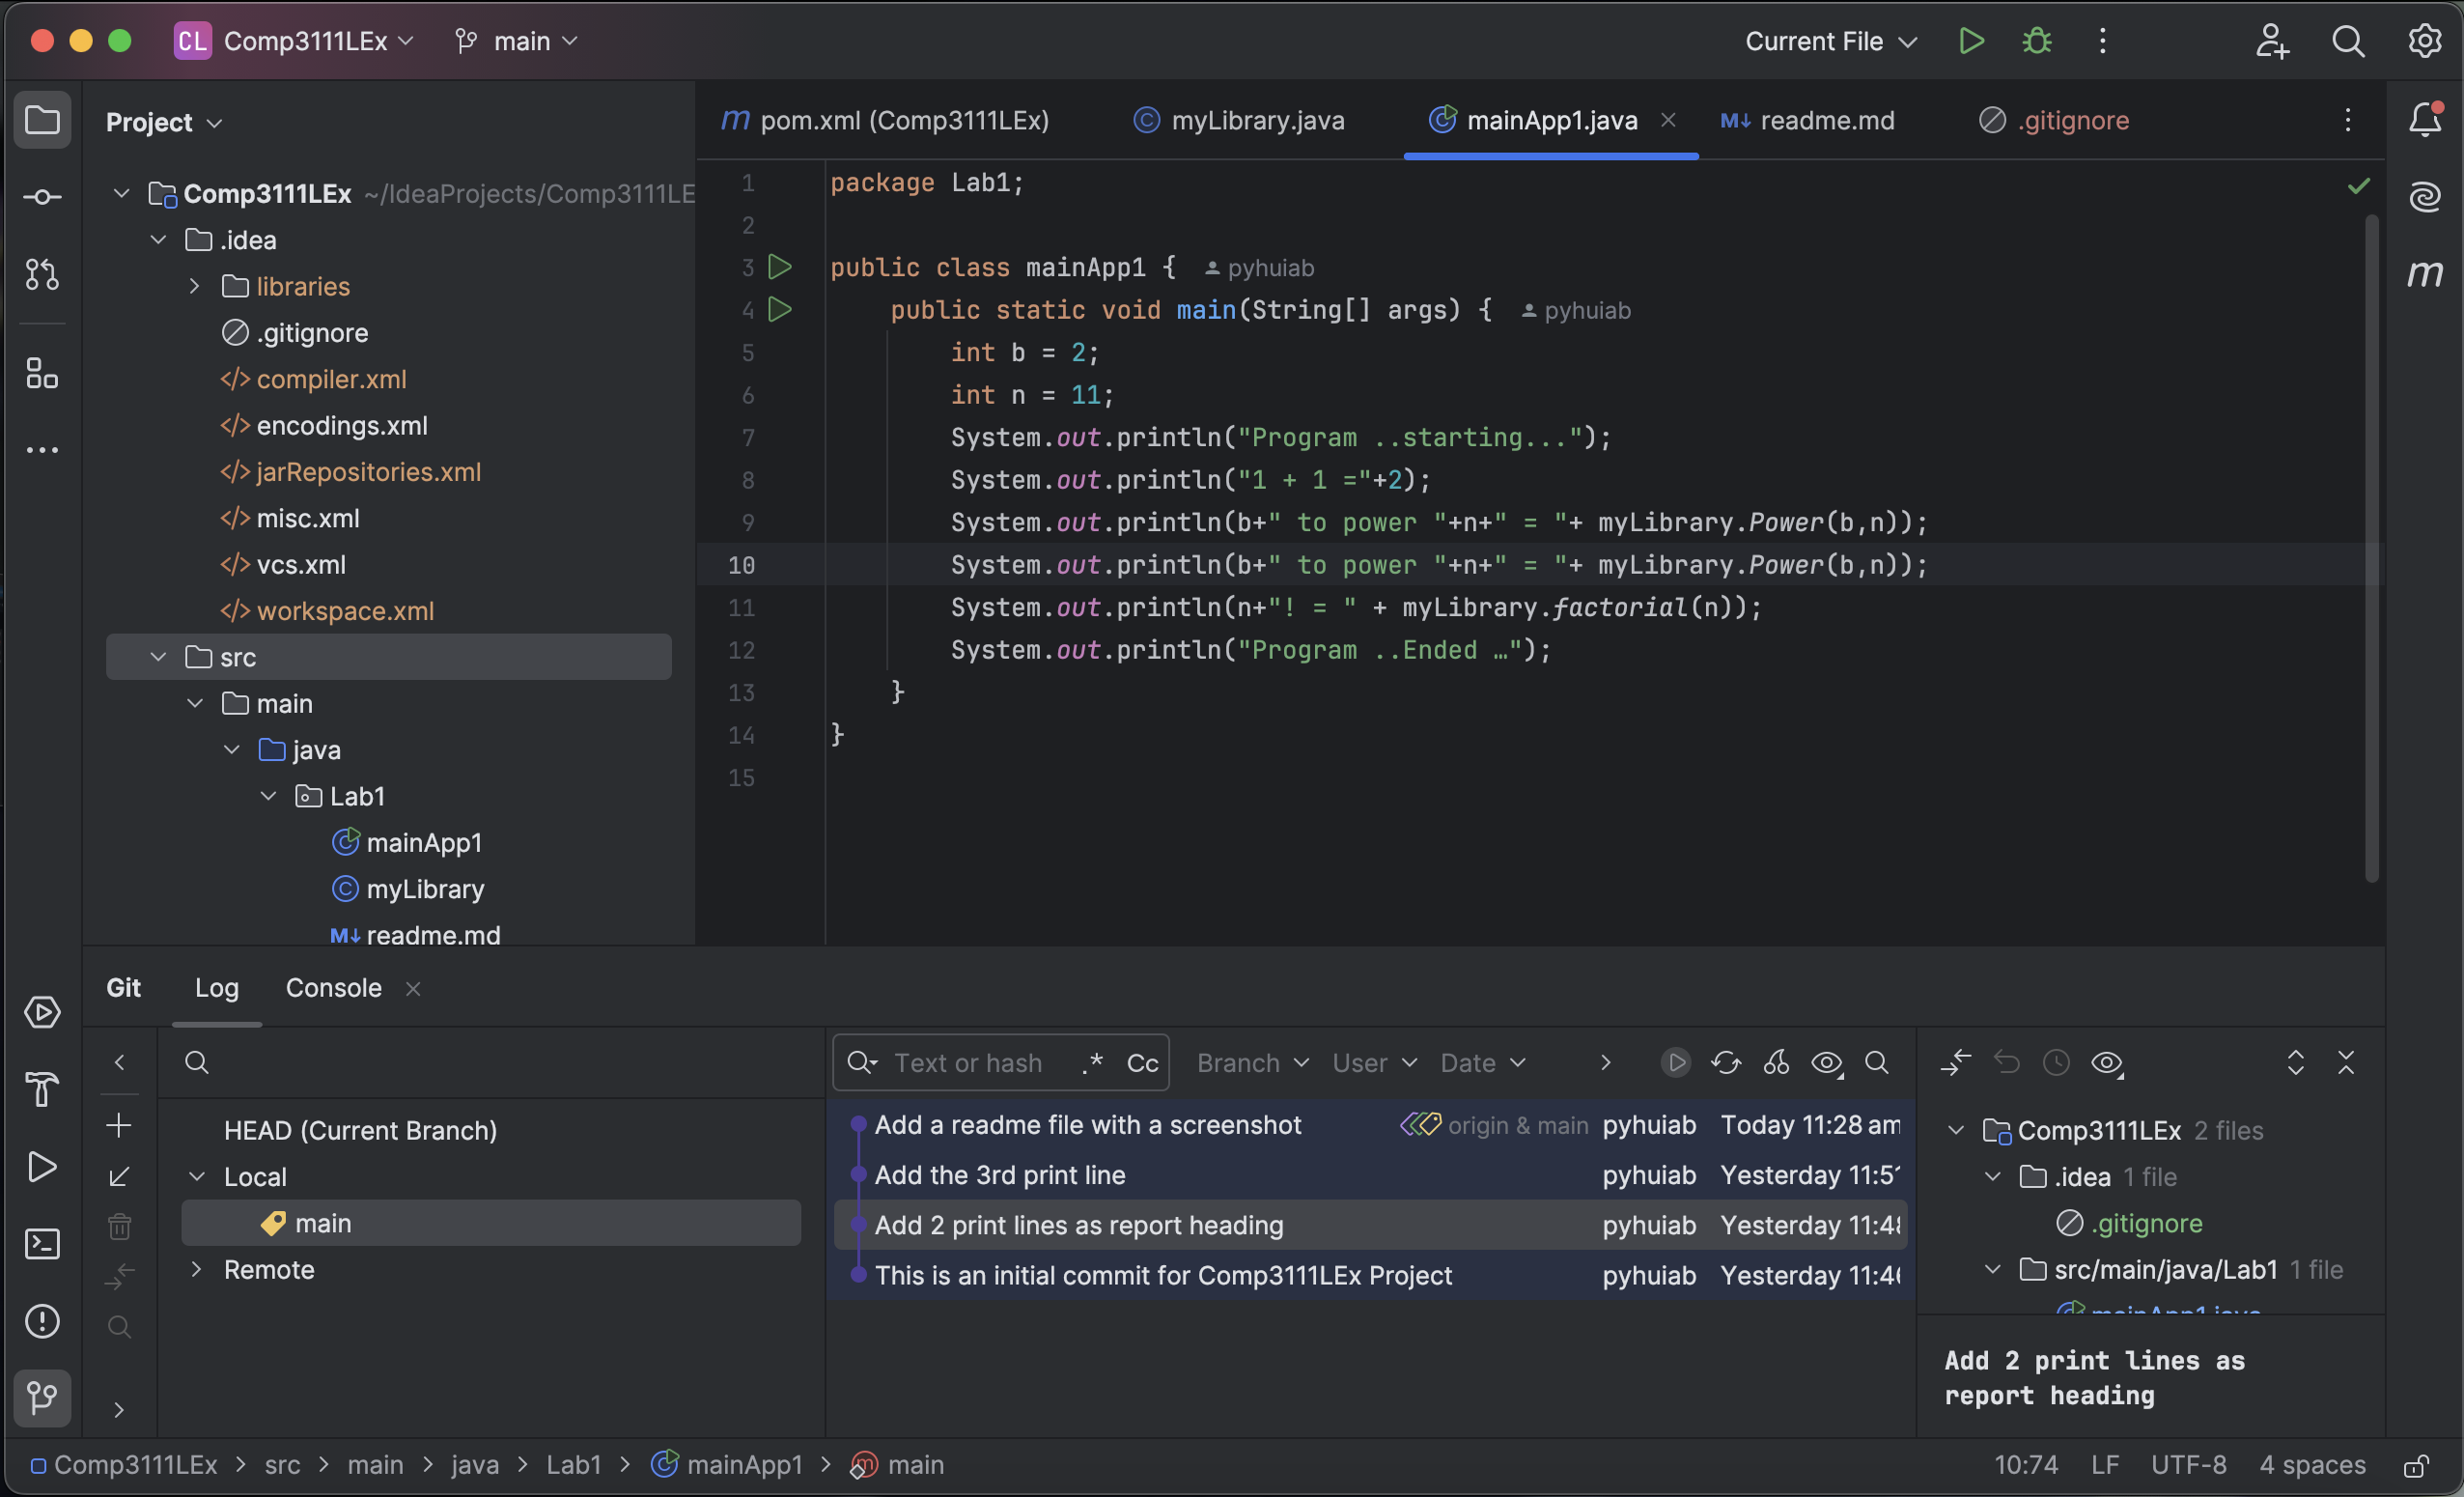 CL Comp3111LEx main Current File
Project
pom.xml (Comp3111LEx) myLibrary.java mainApp1.java readme.md .gitignore
Comp3111LEx ~/IdeaProjects/Comp3111LE
.idea
libraries
.gitignore
compiler.xml
encodings.xml
jarRepositories.xml
misc.xml
vcs.xml
workspace.xml
src
main
java
Lab1
mainApp1
myLibrary
M↓ readme.md
1 package Lab1;
2
3 public class mainApp1 { pyhuiab
4 public static void main(String[] args) { pyhuiab
5 int b = 2;
6 int n = 11;
7 System.out.println("Program ..starting...");
8 System.out.println("1 + 1 ="+2);
9 System.out.println(b+" to power "+n+" = "+ myLibrary.Power(b,n));
10 System.out.println(b+" to power "+n+" = "+ myLibrary.Power(b,n));
11 System.out.println(n+"! = " + myLibrary.factorial(n));
12 System.out.println("Program ..Ended …");
13 }
14 }
15
Git Log Console
HEAD (Current Branch)
Local
main
Remote
Text or hash .* Cc Branch User Date
Add a readme file with a screenshot origin & main pyhuiab Today 11:28 am
Add the 3rd print line pyhuiab Yesterday 11:5
Add 2 print lines as report heading pyhuiab Yesterday 11:4
This is an initial commit for Comp3111LEx Project pyhuiab Yesterday 11:4
Comp3111LEx 2 files
.idea 1 file
.gitignore
src/main/java/Lab1 1 file
mainApp1.java
Add 2 print lines as
report heading
Comp3111LEx > src > main > java > Lab1 > mainApp1 > main 10:74 LF UTF-8 4 spaces